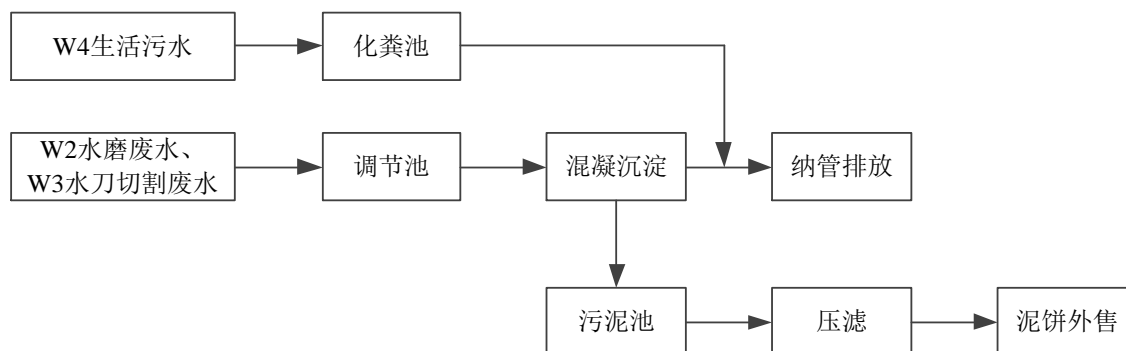 W4生活污水
化粪池
W2水磨废水、
W3水刀切割废水
调节池
混凝沉淀
纳管排放
污泥池
压滤
泥饼外售